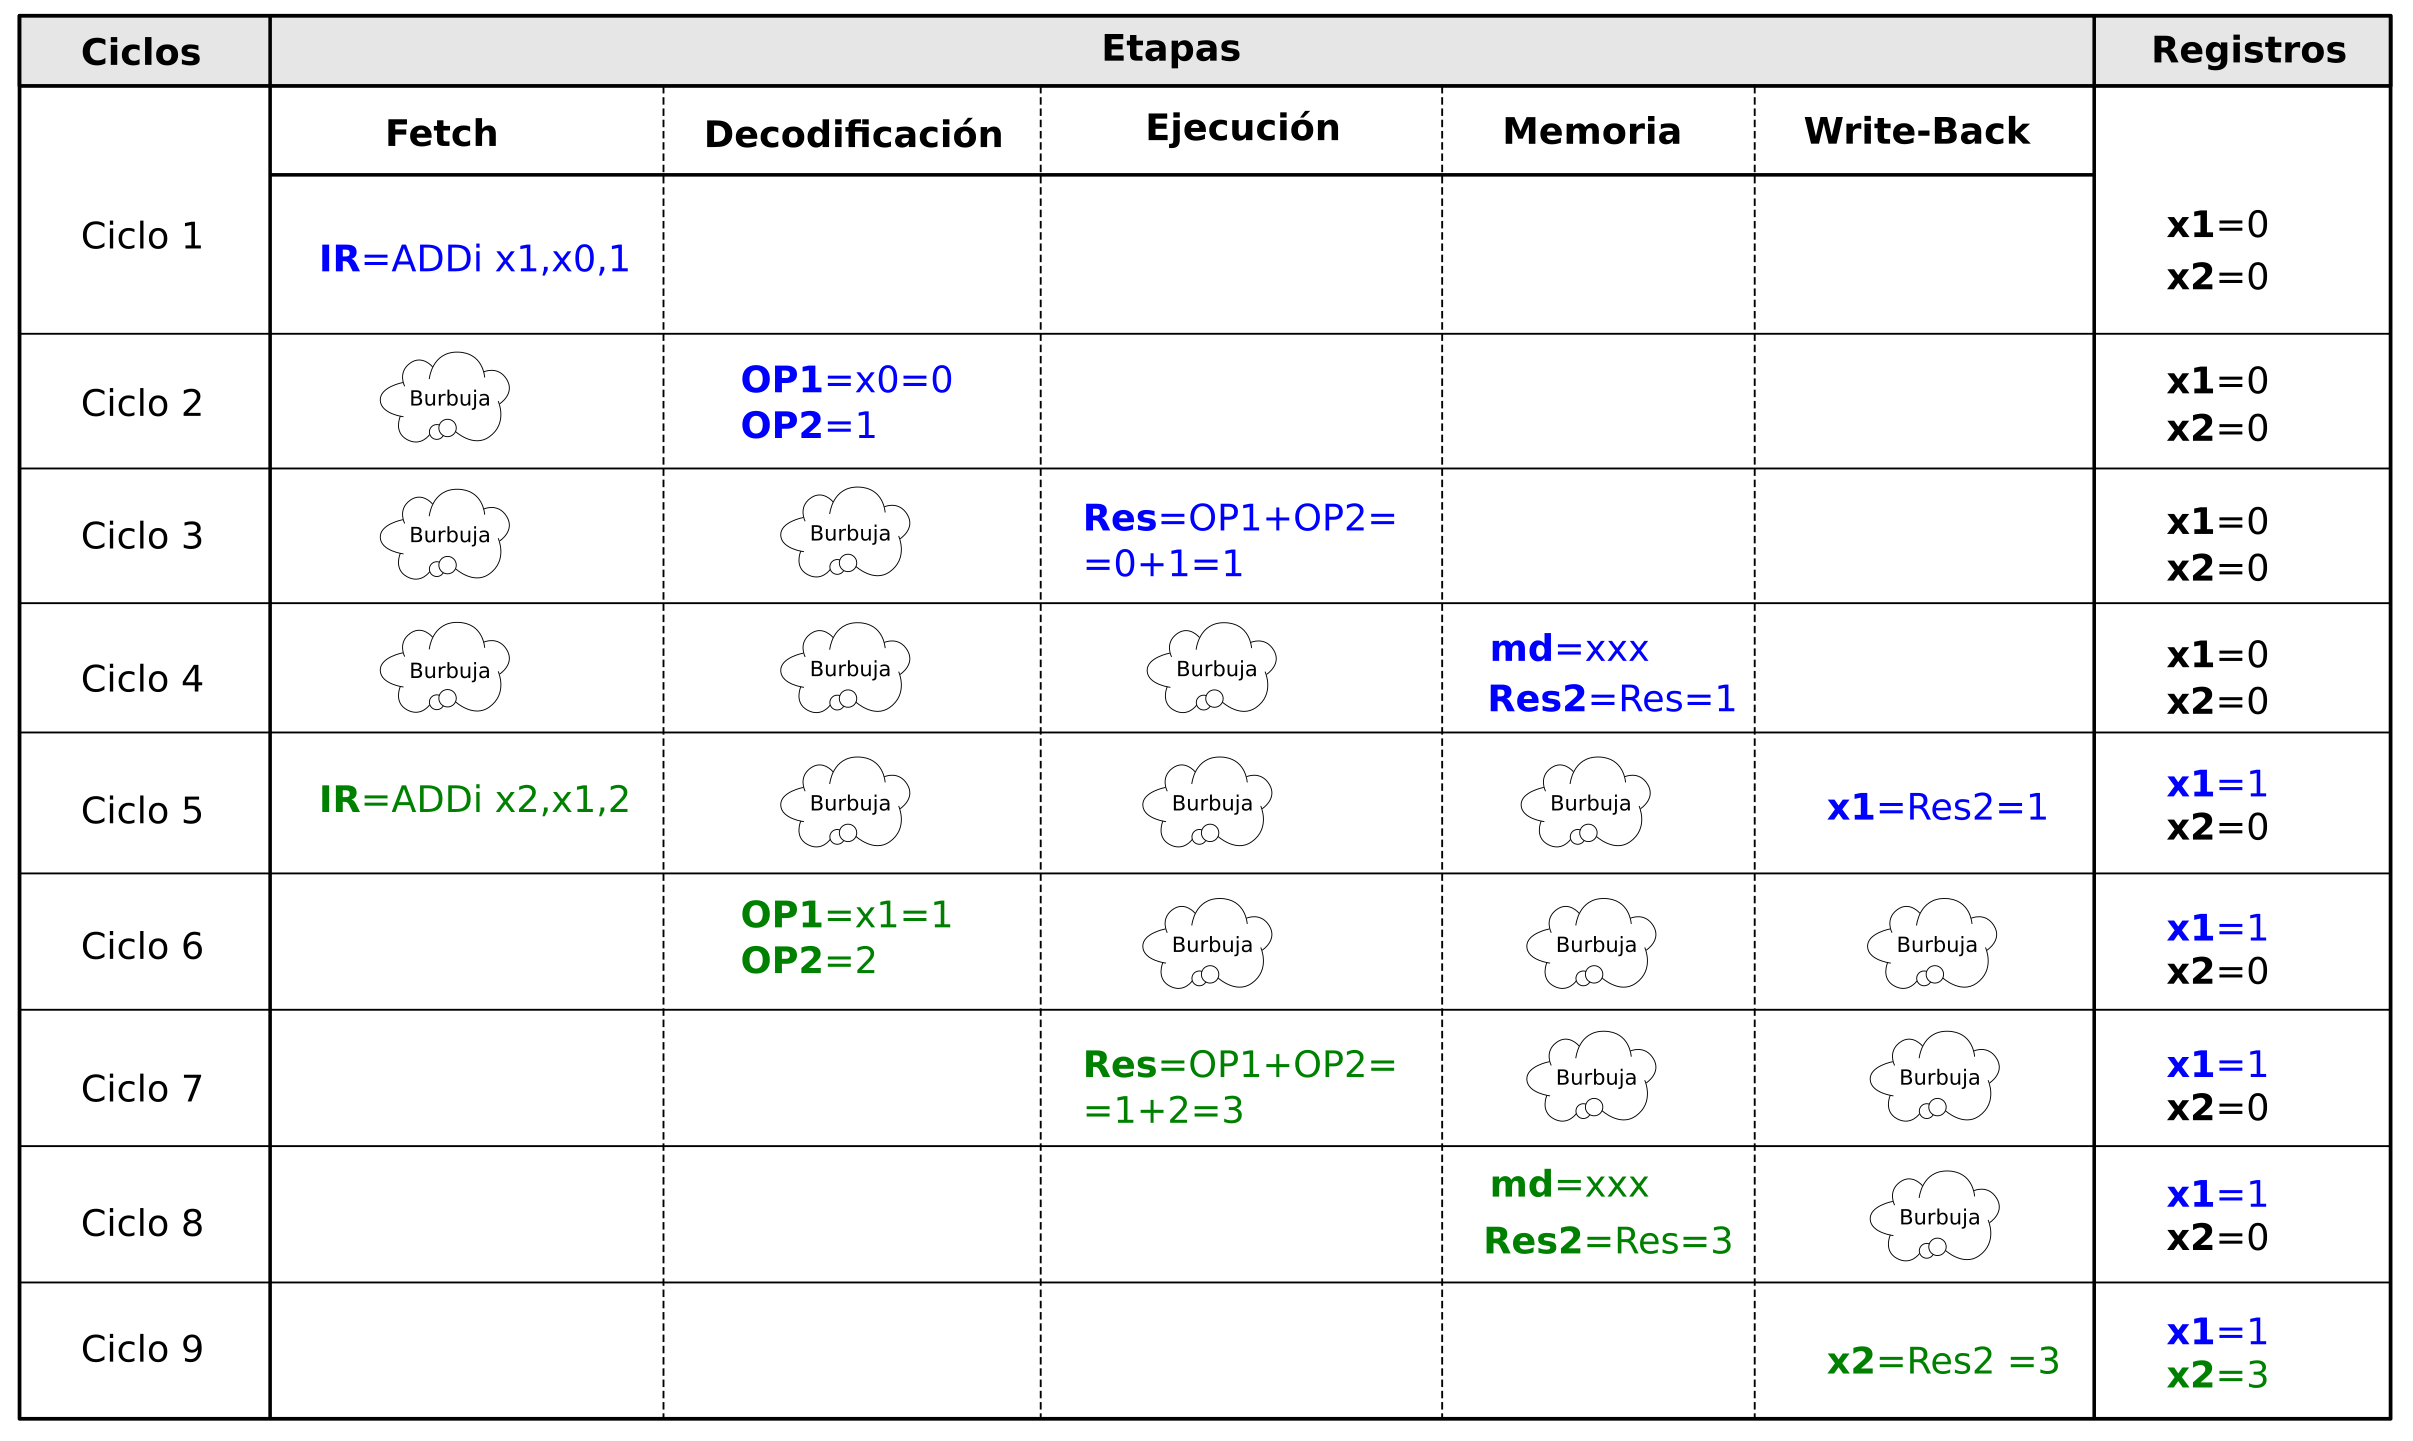 Ciclos
Etapas
Registros
Fetch
Decodificación
Ejecución
Memoria
Write-Back
Ciclo 1
IR=ADDi x1,x0,1
x1=0
x2=0
Ciclo 2
Burbuja
OP1=x0=0
OP2=1
x1=0
x2=0
Ciclo 3
Burbuja
Burbuja
Res=OP1+OP2=
=0+1=1
x1=0
x2=0
Ciclo 4
Burbuja
Burbuja
Burbuja
md=xxx
Res2=Res=1
x1=0
x2=0
Ciclo 5
IR=ADDi x2,x1,2
Burbuja
Burbuja
Burbuja
x1=Res2=1
x1=1
x2=0
Ciclo 6
OP1=x1=1
OP2=2
Burbuja
Burbuja
Burbuja
x1=1
x2=0
Ciclo 7
Res=OP1+OP2=
=1+2=3
Burbuja
Burbuja
x1=1
x2=0
Ciclo 8
md=xxx
Res2=Res=3
Burbuja
x1=1
x2=0
Ciclo 9
x2=Res2 =3
x1=1
x2=3